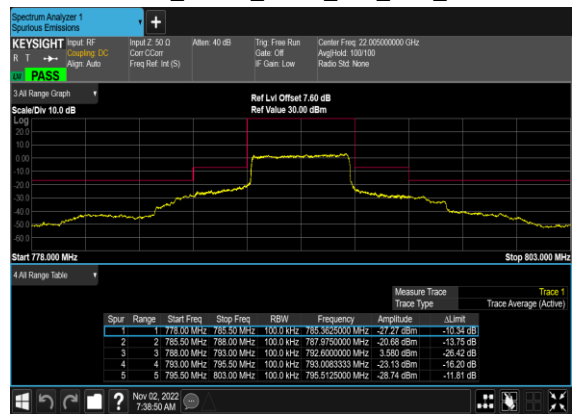 Spectrum Analyzer 1
Spurious Emissions
KEYSIGHT Input: RF Input Z: 50 Ω Atten: 40 dB Trig: Free Run Center Freq: 22.005000000 GHz
R T Coupling: DC Corr CCorr Gate: Off Avg|Hold: 100/100
Align: Auto Freq Ref: Int (S) IF Gain: Low Radio Std: None
LW PASS
3 All Range Graph
Ref Lvl Offset 7.60 dB
Scale/Div 10.0 dB Ref Value 30.00 dBm
Log
20.0
10.0
0.00
-10.0
-20.0
-30.0
-40.0
-50.0
-60.0
Start 778.000 MHz Stop 803.000 MHz
4 All Range Table
Measure Trace Trace 1
Trace Type Trace Average (Active)
Spur Range Start Freq Stop Freq RBW Frequency Amplitude ΔLimit
1 1 778.00 MHz 785.50 MHz 100.0 kHz 785.3625000 MHz -27.27 dBm -10.34 dB
2 2 785.50 MHz 788.00 MHz 100.0 kHz 787.9750000 MHz -20.68 dBm -13.75 dB
3 3 788.00 MHz 793.00 MHz 100.0 kHz 792.6000000 MHz 3.580 dBm -26.42 dB
4 4 793.00 MHz 795.50 MHz 100.0 kHz 793.0083333 MHz -23.13 dBm -16.20 dB
5 5 795.50 MHz 803.00 MHz 100.0 kHz 795.5125000 MHz -28.74 dBm -11.81 dB
Nov 02, 2022
7:38:50 AM